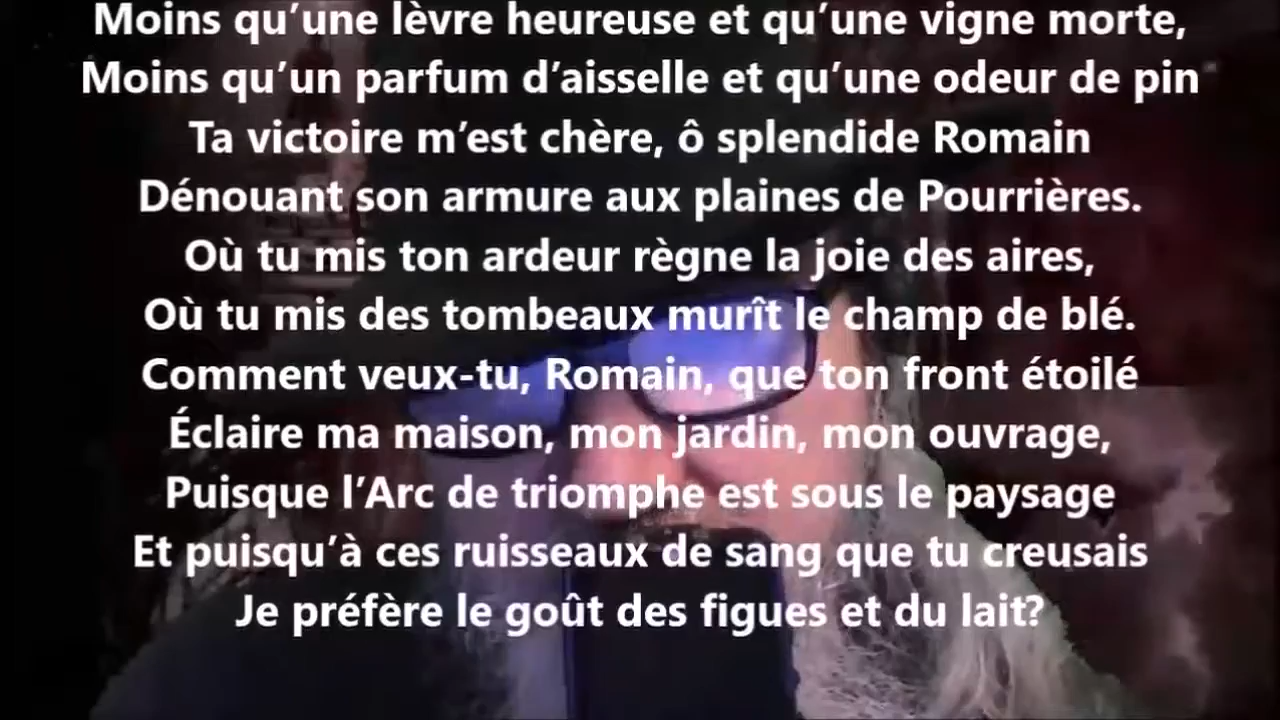 Moins qu’une lèvre heureuse et qu’une vigne morte,
Moins qu’un parfum d’aisselle et qu’une odeur de pin
Ta victoire m’est chère, ô splendide Romain
Dénouant son armure aux plaines de Pourrières.
Où tu mis ton ardeur règne la joie des aires,
Où tu mis des tombeaux murît le champ de blé.
Comment veux-tu, Romain, que ton front étoilé
Éclaire ma maison, mon jardin, mon ouvrage,
Puisque l’Arc de triomphe est sous le paysage
Et puisqu’à ces ruisseaux de sang que tu creusais
Je préfère le goût des figues et du lait?